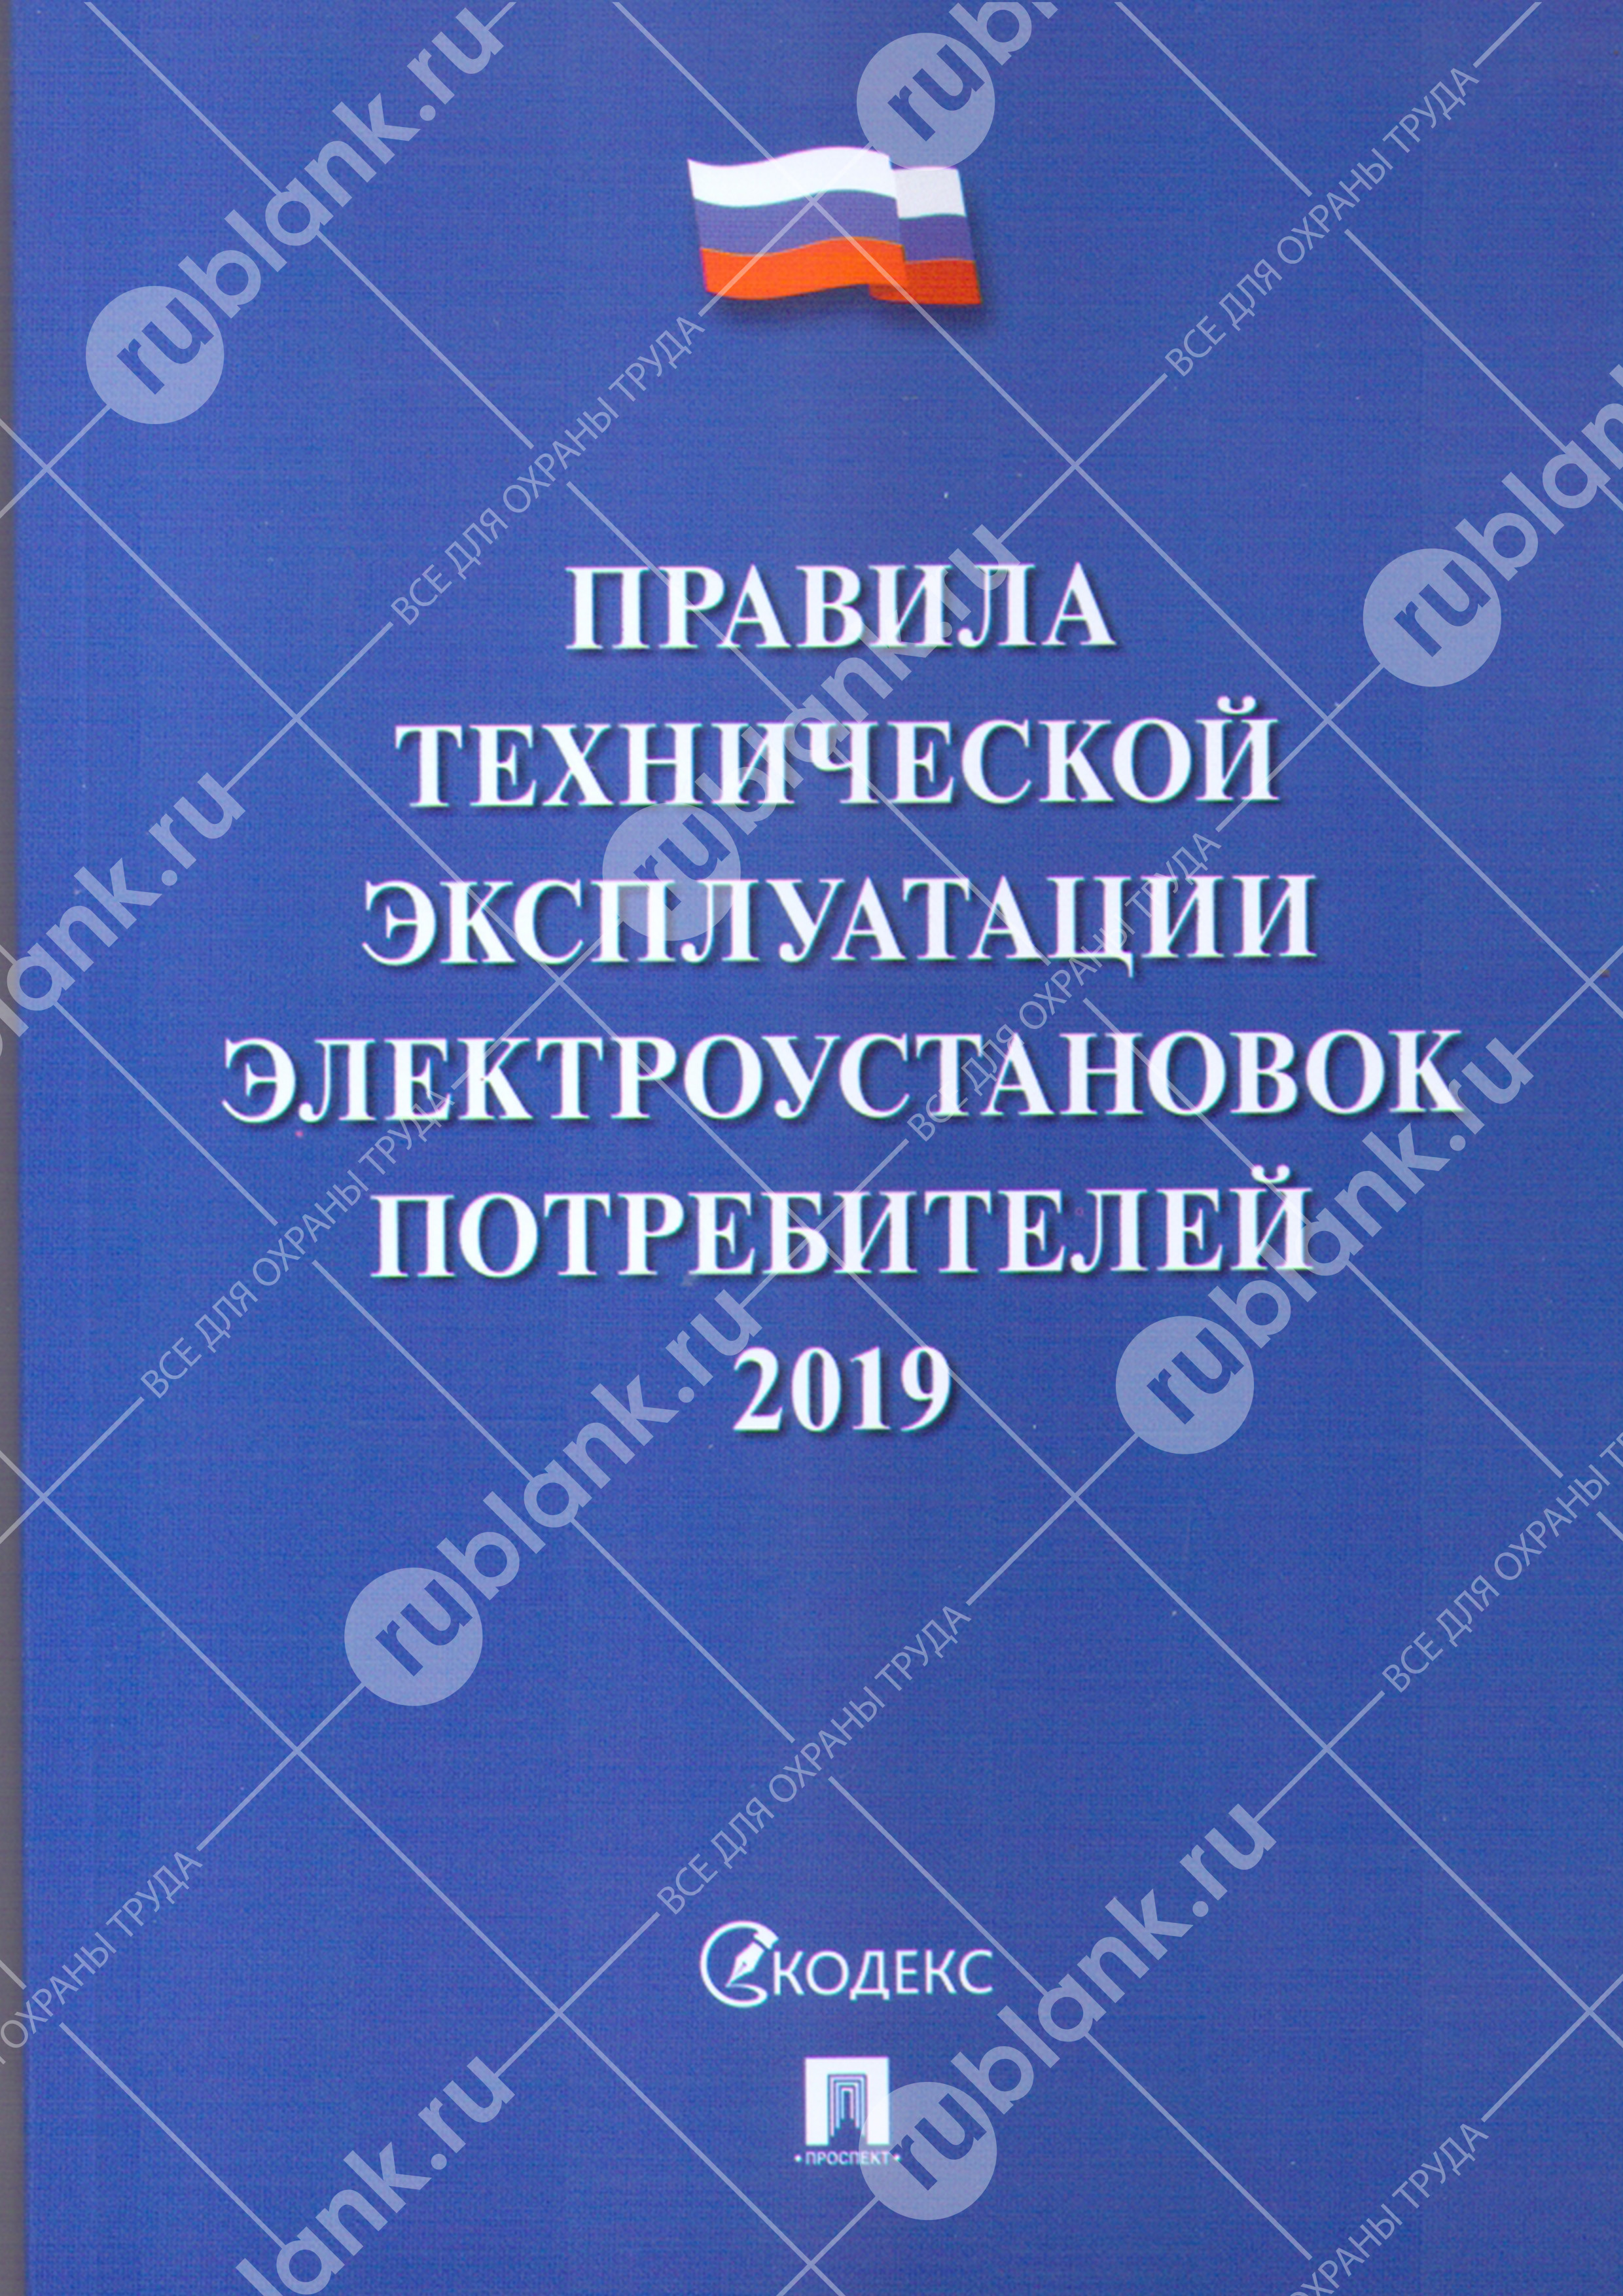 ПРАВИЛА
ТЕХНИЧЕСКОЙ
ЭКСПЛУАТАЦИИ
ЭЛЕКТРОУСТАНОВОК
ПОТРЕБИТЕЛЕЙ
2019
КОДЕКС
• ПРОСПЕКТ •
rublank.ru
ВСЕ ДЛЯ ОХРАНЫ ТРУДА